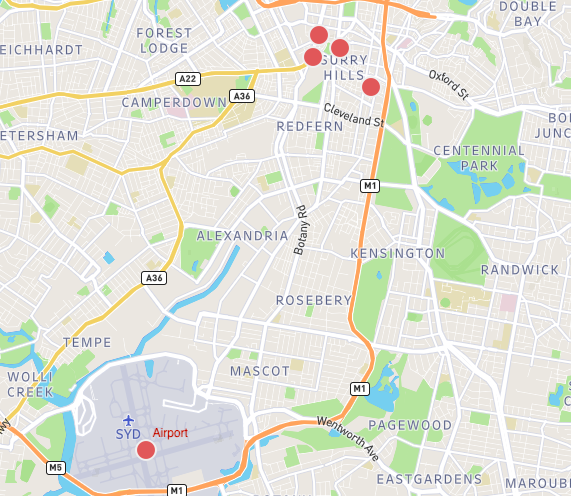 DOUBLE
BAY
FOREST
LODGE
EICHHARDT
SURRY
HILLS
A22
Oxford St
A36
CAMPERDOWN
Cleveland St
BO
JUNC
ETERSHAM
REDFERN
CENTENNIAL
PARK
M1
ALEXANDRIA
Botany Rd
KENSINGTON
RANDWICK
A36
ROSEBERY
TEMPE
WOLLI
CREEK
MASCOT
M1
SYD
Airport
Wentworth Ave
PAGEWOOD
wy
M5
M1
EASTGARDENS
MAROUB